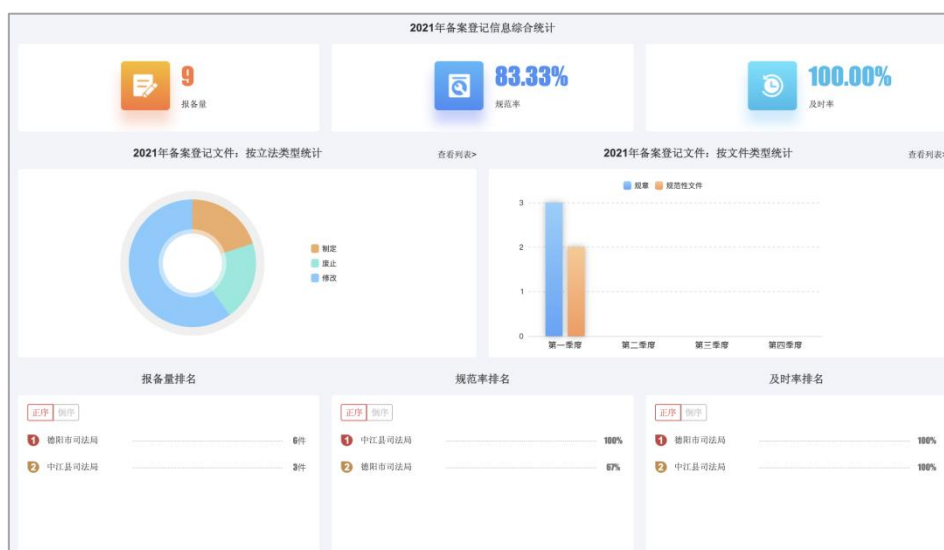 2021年备案登记信息综合统计
9
报备量
83.33%
规范率
100.00%
及时率
2021年备案登记文件：按立法类型统计
查看列表>
制定
废止
修改
2021年备案登记文件：按文件类型统计
查看列表>
规章 规范性文件
3
2
1
0
第一季度 第二季度 第三季度 第四季度
报备量排名
正序 倒序
1 德阳市司法局 6件
2 中江县司法局 3件
规范率排名
正序 倒序
1 中江县司法局 100%
2 德阳市司法局 67%
及时率排名
正序 倒序
1 德阳市司法局 100%
2 中江县司法局 100%